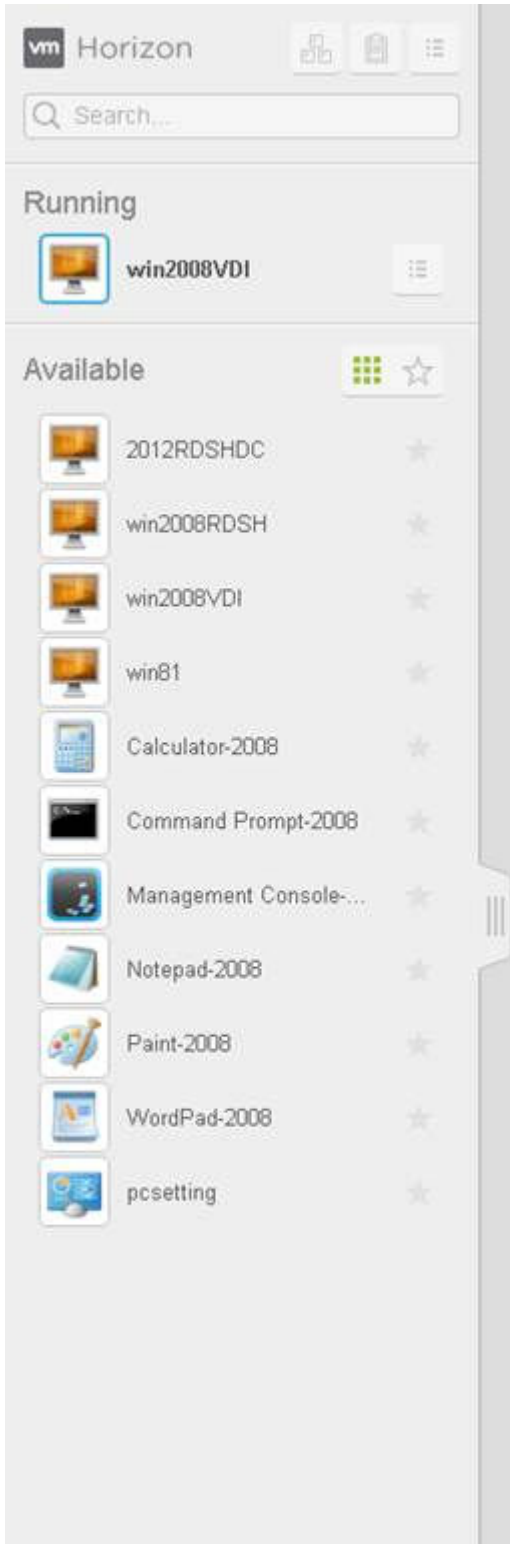 vm Horizon
Search...
Running
win2008VDI
Available
2012RDSHDC
win2008RDSH
win2008VDI
win81
Calculator-2008
Command Prompt-2008
Management Console-...
Notepad-2008
Paint-2008
WordPad-2008
pcsetting